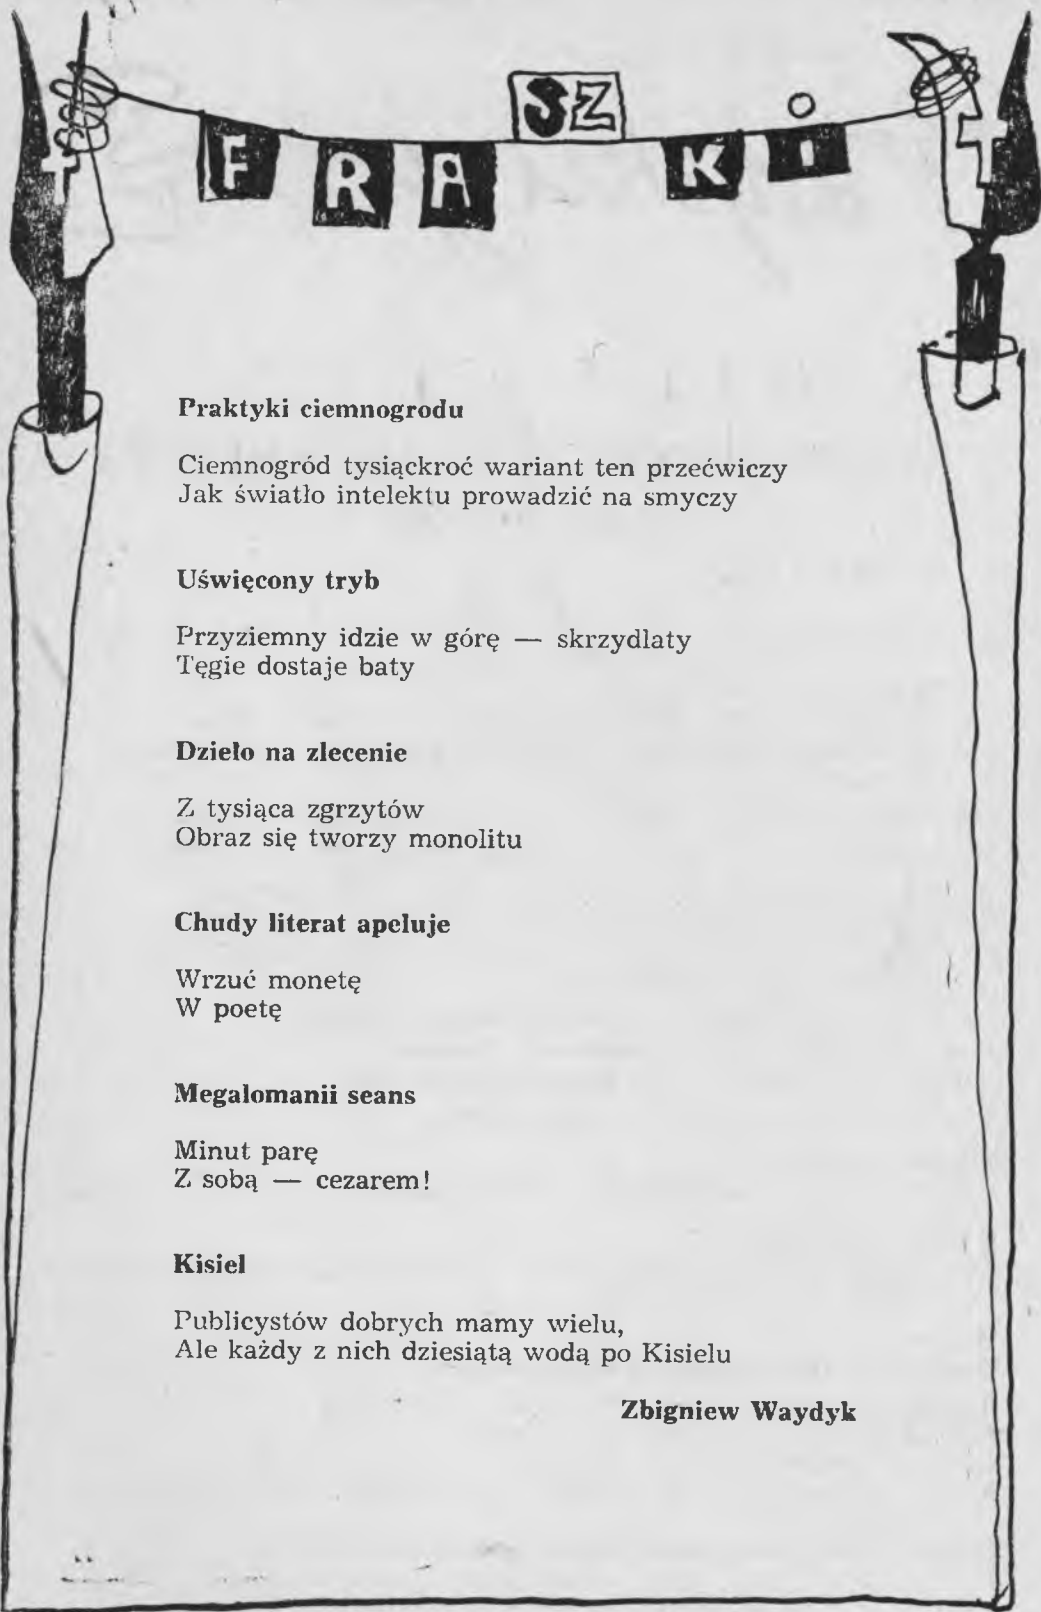 FRASZKI
Praktyki ciemnogrodu
Ciemnogród tysiąckroć wariant ten przećwiczy
Jak światło intelektu prowadzić na smyczy
Uświęcony tryb
Przyziemny idzie w górę — skrzydlaty
Tęgie dostaje baty
Dzieło na zlecenie
Z tysiąca zgrzytów
Obraz się tworzy monolitu
Chudy literat apeluje
Wrzuć monetę
W poetę
Megalomanii seans
Minut parę
Z sobą — cezarem!
Kisiel
Publicystów dobrych mamy wielu,
Ale każdy z nich dziesiątą wodą po Kisielu
Zbigniew Waydyk